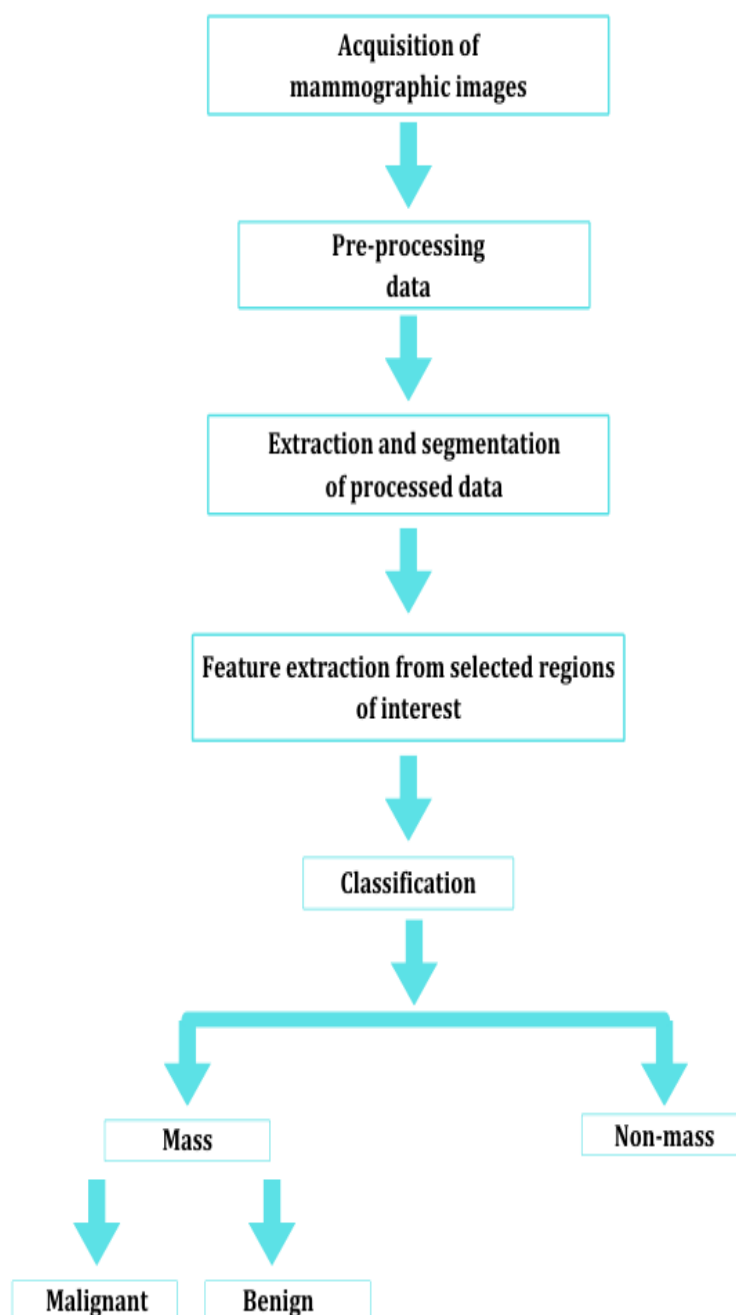 Acquisition of
mammographic images
Pre-processing
data
Extraction and segmentation
of processed data
Feature extraction from selected regions
of interest
Classification
Mass
Non-mass
Malignant
Benign